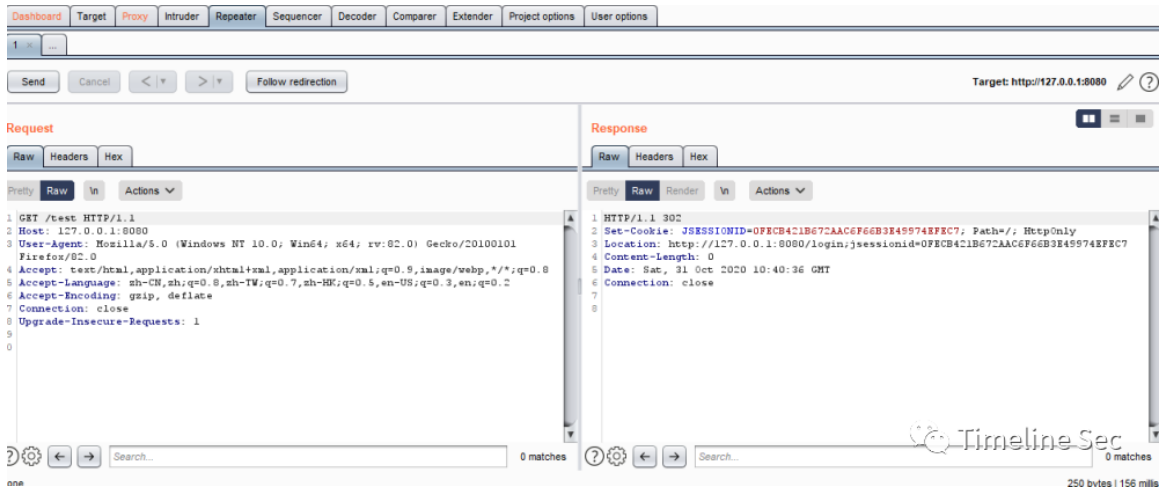 Dashboard Target Proxy Intruder Repeater Sequencer Decoder Comparer Extender Project options User options
1 × ...
Send Cancel < > Follow redirection Target: http://127.0.0.1:8080
Request
Raw Headers Hex
Pretty Raw \n Actions
1 GET /test HTTP/1.1
2 Host: 127.0.0.1:8080
3 User-Agent: Mozilla/5.0 (Windows NT 10.0; Win64; x64; rv:82.0) Gecko/20100101
Firefox/82.0
4 Accept: text/html,application/xhtml+xml,application/xml;q=0.9,image/webp,*/*;q=0.8
5 Accept-Language: zh-CN,zh;q=0.8,zh-TW;q=0.7,zh-HK;q=0.5,en-US;q=0.3,en;q=0.2
6 Accept-Encoding: gzip, deflate
7 Connection: close
8 Upgrade-Insecure-Requests: 1
9
0
Search... 0 matches
Response
Raw Headers Hex
Pretty Raw Render \n Actions
1 HTTP/1.1 302
2 Set-Cookie: JSESSIONID=0FECB421B672AAC6F66B3E49974EFEC7; Path=/; HttpOnly
3 Location: http://127.0.0.1:8080/login;jsessionid=0FECB421B672AAC6F66B3E49974EFEC7
4 Content-Length: 0
5 Date: Sat, 31 Oct 2020 10:40:36 GMT
6 Connection: close
7
8
Timeline Sec
Search... 0 matches
one 250 bytes | 156 millis